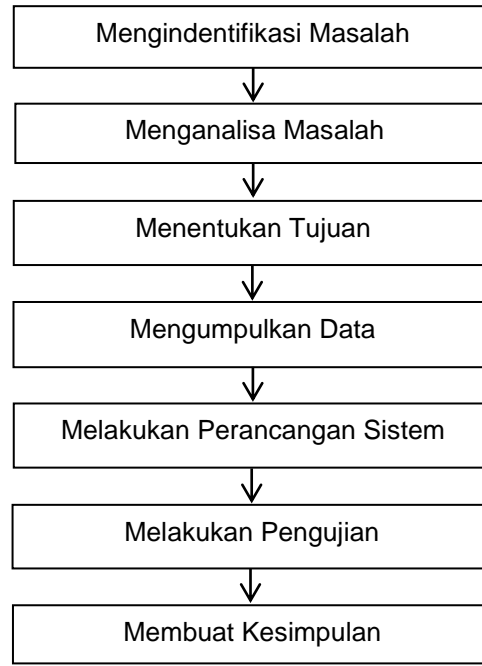 Mengindentifikasi Masalah
Menganalisa Masalah
Menentukan Tujuan
Mengumpulkan Data
Melakukan Perancangan Sistem
Melakukan Pengujian
Membuat Kesimpulan